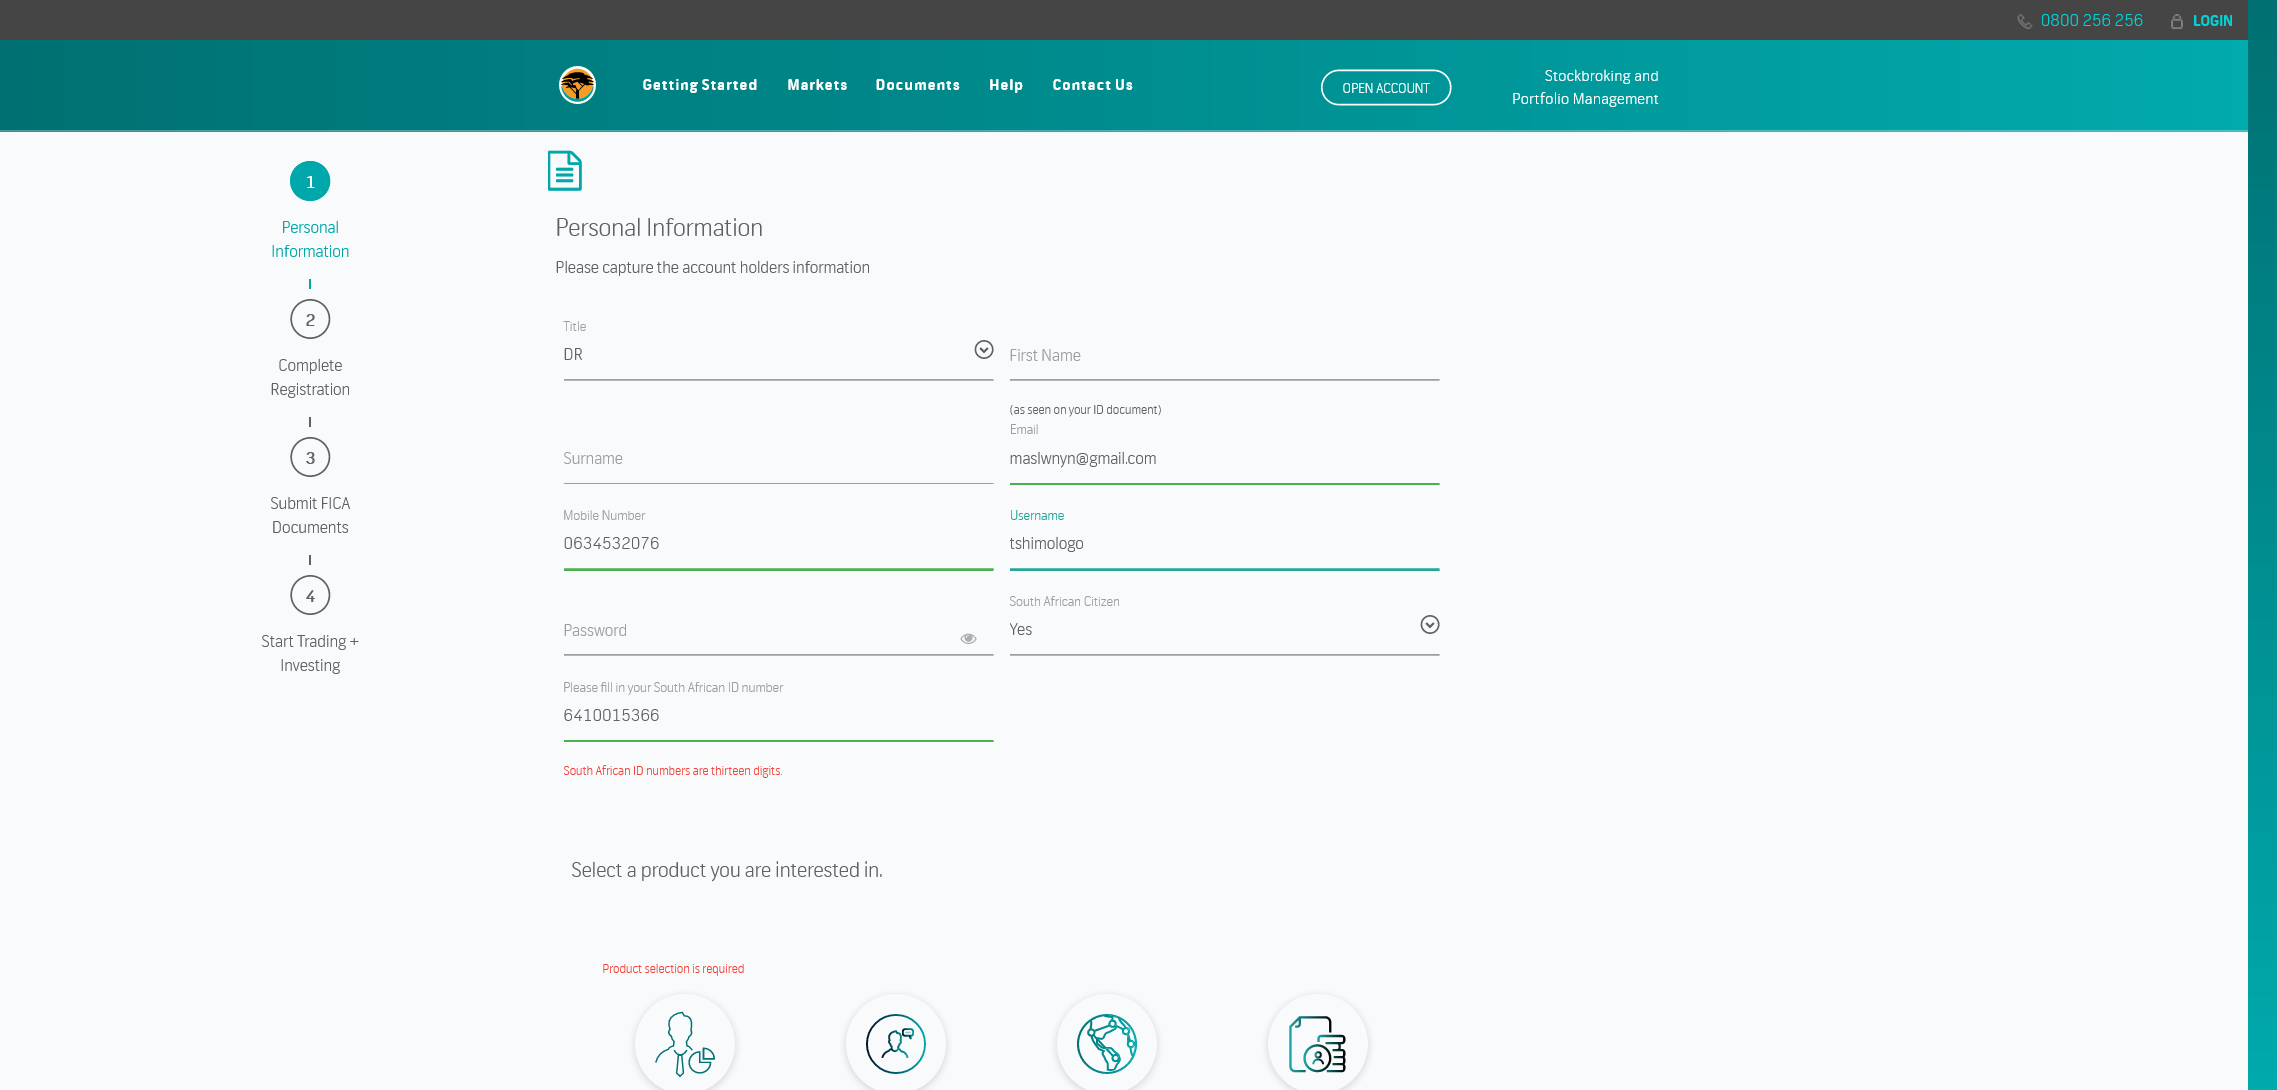 0800 256 256
LOGIN
Getting Started
Markets
Documents
Help
Contact Us
OPEN ACCOUNT
Stockbroking and
Portfolio Management
1
Personal
Information
2
Complete
Registration
3
Submit FICA
Documents
4
Start Trading +
Investing
Personal Information
Please capture the account holders information
Title
DR
First Name
(as seen on your ID document)
Surname
Email
maslwnyn@gmail.com
Mobile Number
0634532076
Username
tshimologo
Password
South African Citizen
Yes
Please fill in your South African ID number
6410015366
South African ID numbers are thirteen digits.
Select a product you are interested in.
Product selection is required